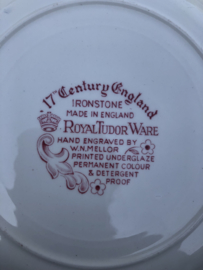 17th Century England
IRONSTONE
MADE IN ENGLAND
ROYAL TUDOR WARE
HAND ENGRAVED BY
W.N. MELLOR
PRINTED UNDERGLAZE
PERMANENT COLOUR
& DETERGENT
PROOF